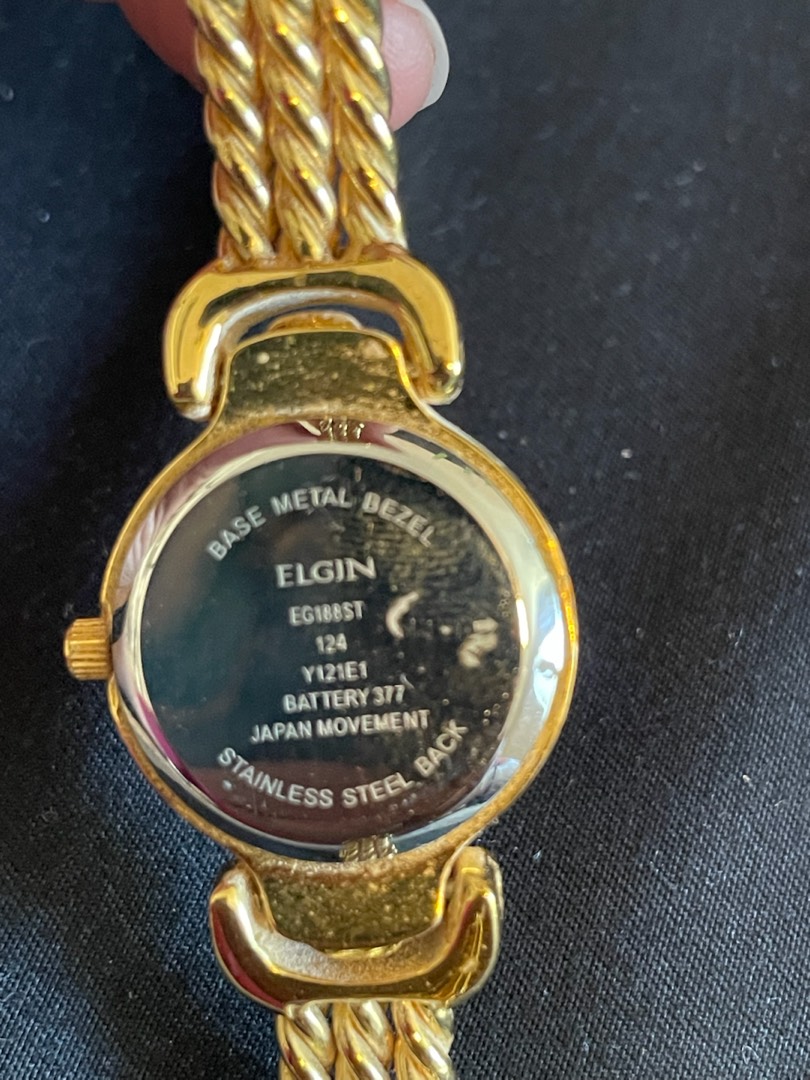 BASE METAL BEZEL
ELGIN
EG188ST
124
Y121E1
BATTERY 377
JAPAN MOVEMENT
STAINLESS STEEL BACK